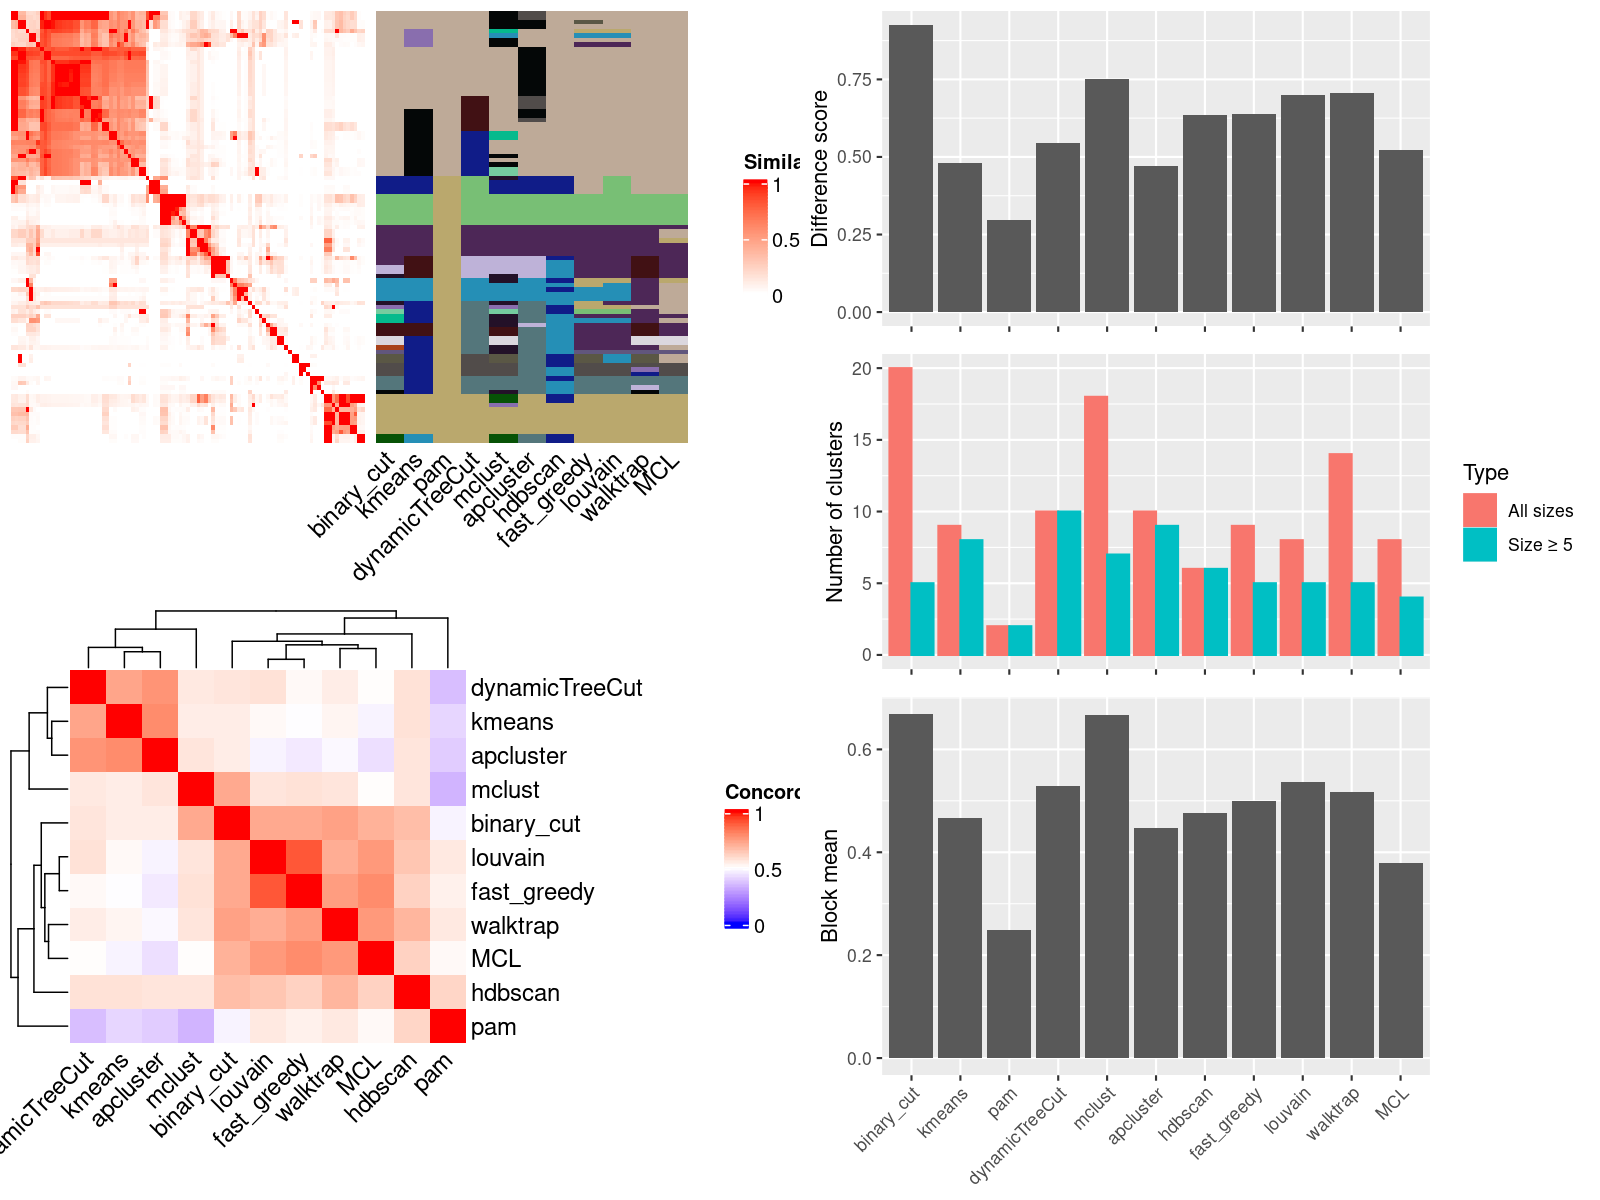 Simila
1
0.5
0
binary_cut
kmeans
pam
dynamicTreeCut
mclust
apcluster
hdbscan
fast_greedy
louvain
walktrap
MCL
dynamicTreeCut
kmeans
apcluster
mclust
binary_cut
louvain
fast_greedy
walktrap
MCL
hdbscan
pam
amicTreeCut
kmeans
apcluster
mclust
binary_cut
louvain
fast_greedy
walktrap
MCL
hdbscan
pam
Concord
1
0.5
0
Difference score
0.75
0.50
0.25
0.00
Number of clusters
20
15
10
5
0
Type
All sizes
Size ≥ 5
Block mean
0.6
0.4
0.2
0.0
binary_cut
kmeans
pam
dynamicTreeCut
mclust
apcluster
hdbscan
fast_greedy
louvain
walktrap
MCL